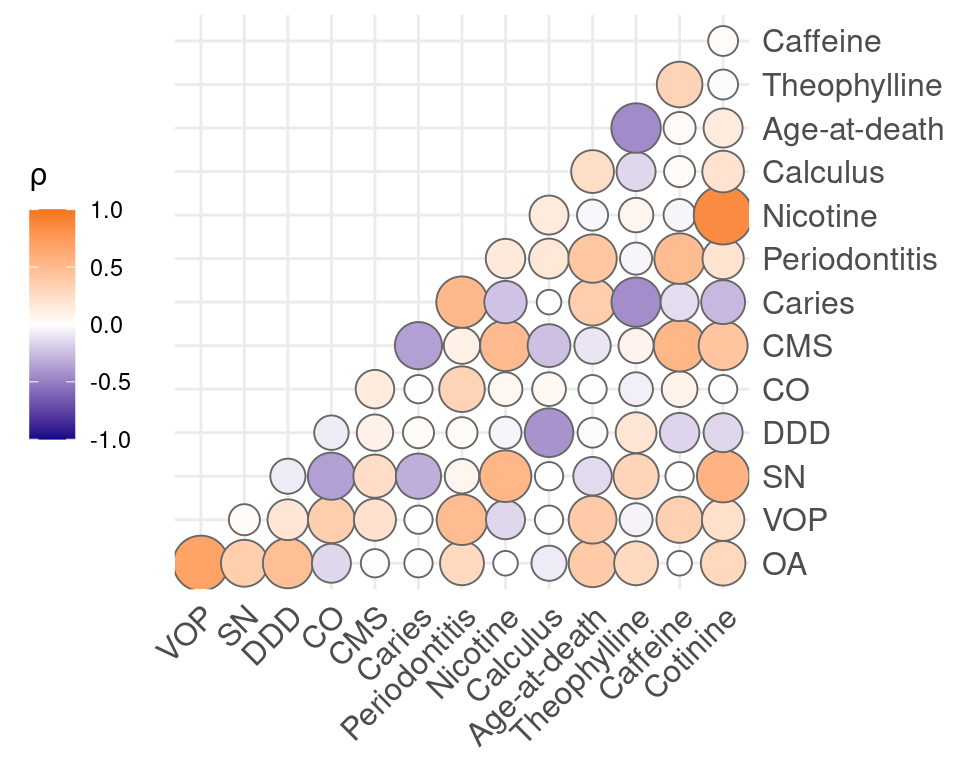 ρ
1.0
0.5
0.0
-0.5
-1.0
Caffeine
Theophylline
Age-at-death
Calculus
Nicotine
Periodontitis
Caries
CMS
CO
DDD
SN
VOP
OA
VOP
SN
DDD
CO
CMS
Caries
Periodontitis
Nicotine
Calculus
Age-at-death
Theophylline
Caffeine
Cotinine